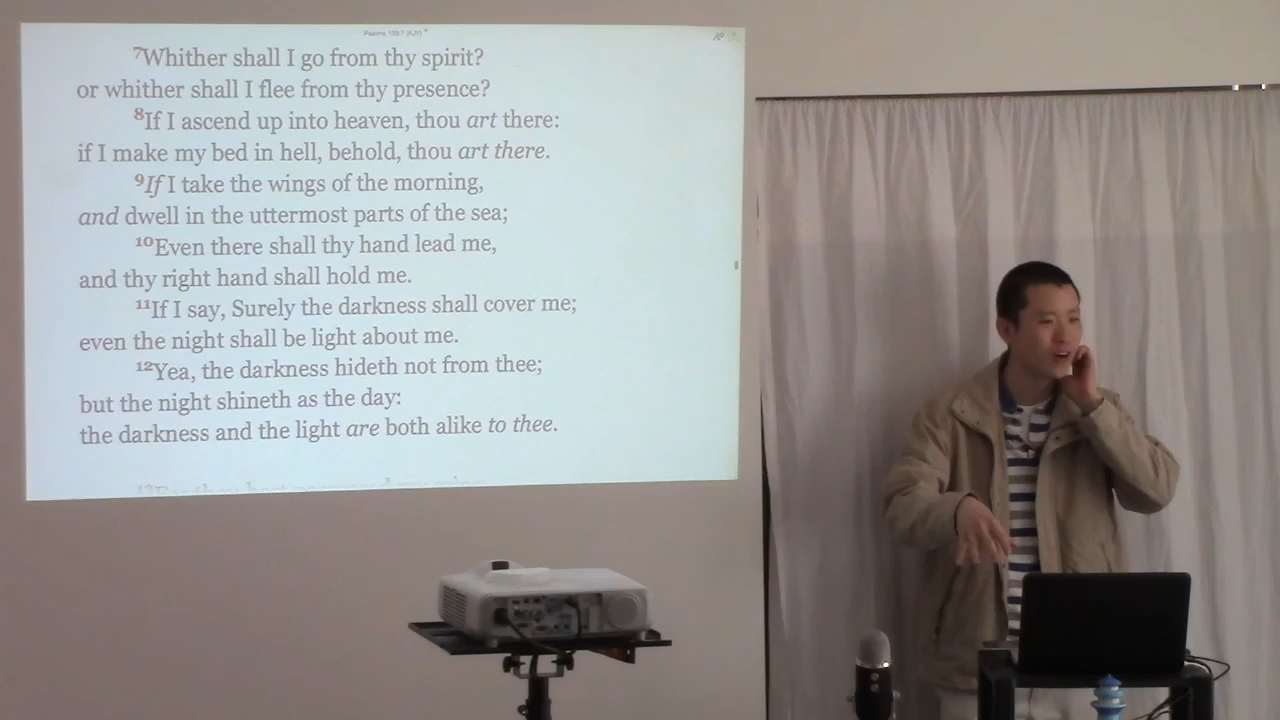 Psalms 139:7 (KJV)
7Whither shall I go from thy spirit?
or whither shall I flee from thy presence?
8If I ascend up into heaven, thou art there:
if I make my bed in hell, behold, thou art there.
9If I take the wings of the morning,
and dwell in the uttermost parts of the sea;
10Even there shall thy hand lead me,
and thy right hand shall hold me.
11If I say, Surely the darkness shall cover me;
even the night shall be light about me.
12Yea, the darkness hideth not from thee;
but the night shineth as the day:
the darkness and the light are both alike to thee.